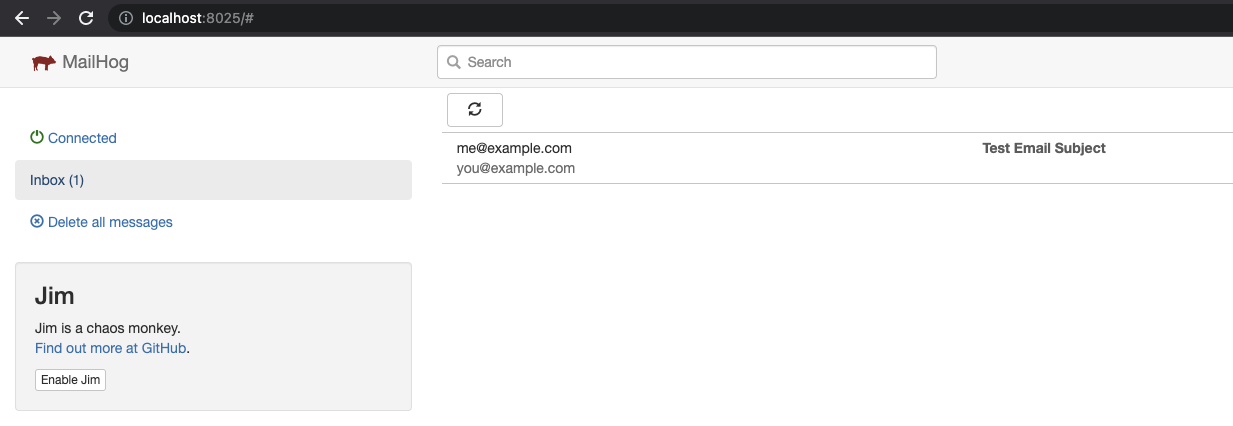 localhost:8025/#
MailHog
Search
Connected
me@example.com Test Email Subject
you@example.com
Inbox (1)
Delete all messages
Jim
Jim is a chaos monkey.
Find out more at GitHub.
Enable Jim